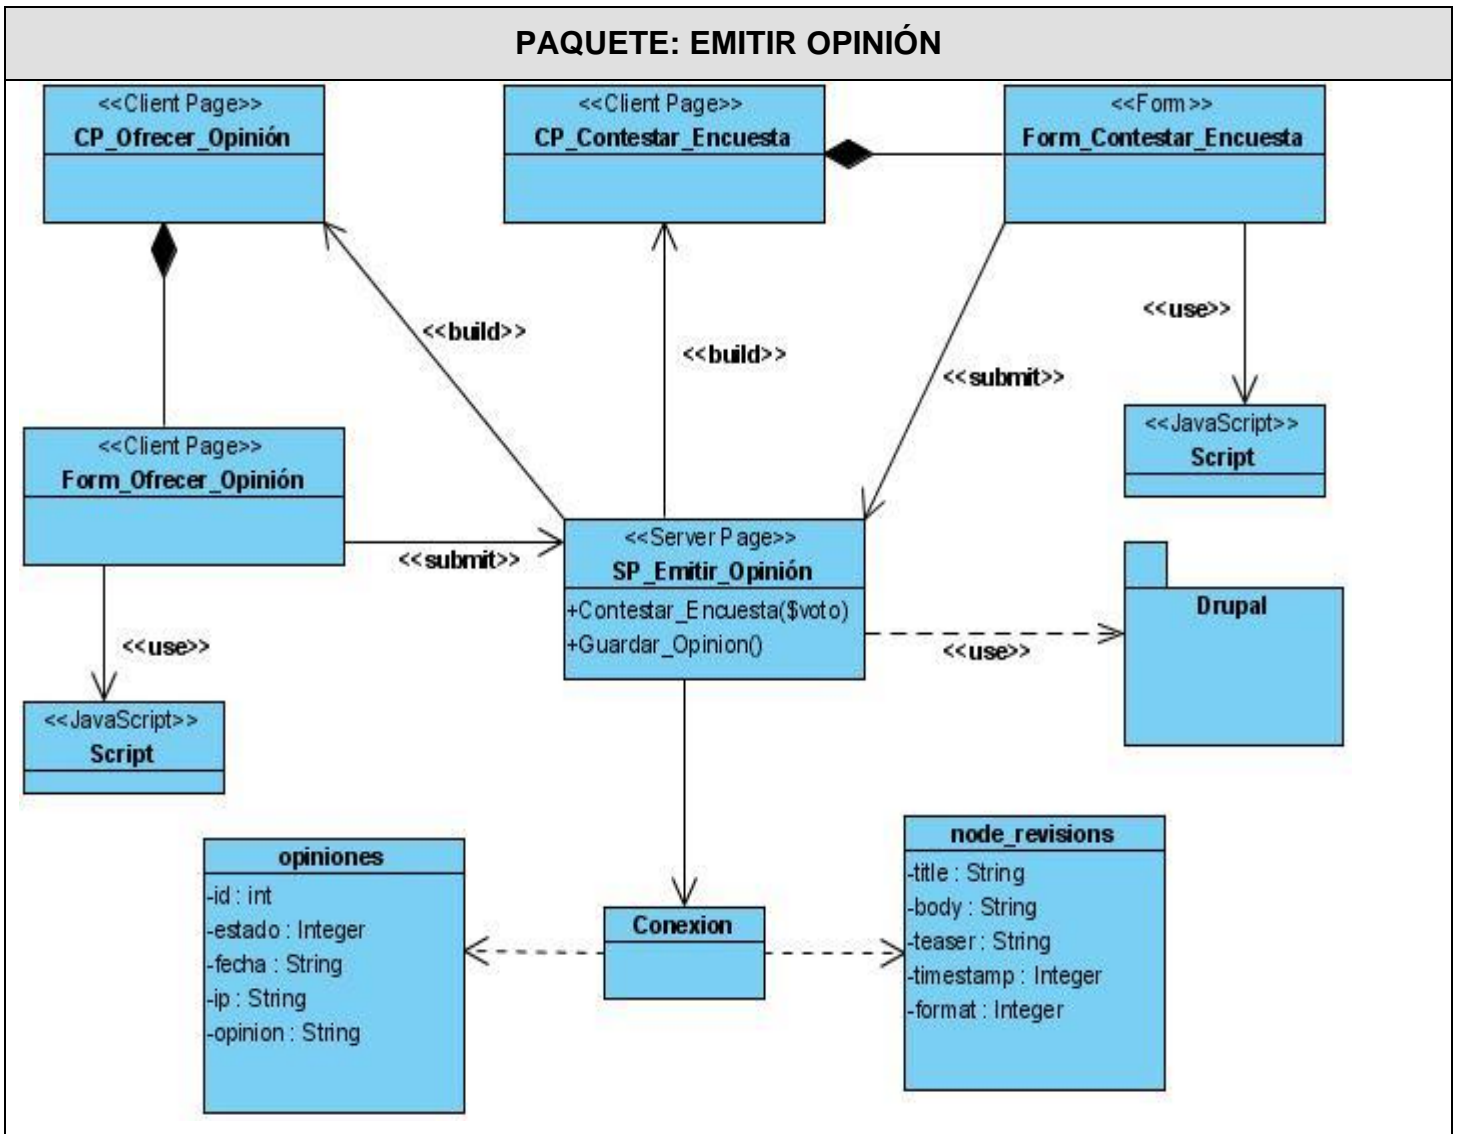 PAQUETE: EMITIR OPINIÓN
<<Client Page>>
CP_Ofrecer_Opinión
<<Client Page>>
CP_Contestar_Encuesta
<<Form>>
Form_Contestar_Encuesta
<<build>>
<<build>>
<<submit>>
<<use>>
<<JavaScript>>
Script
<<Client Page>>
Form_Ofrecer_Opinión
<<submit>>
<<use>>
<<JavaScript>>
Script
<<Server Page>>
SP_Emitir_Opinión
+Contestar_Encuesta($voto)
+Guardar_Opinion()
<<use>>
Drupal
opiniones
-id : int
-estado : Integer
-fecha : String
-ip : String
-opinion : String
Conexion
node_revisions
-title : String
-body : String
-teaser : String
-timestamp : Integer
-format : Integer